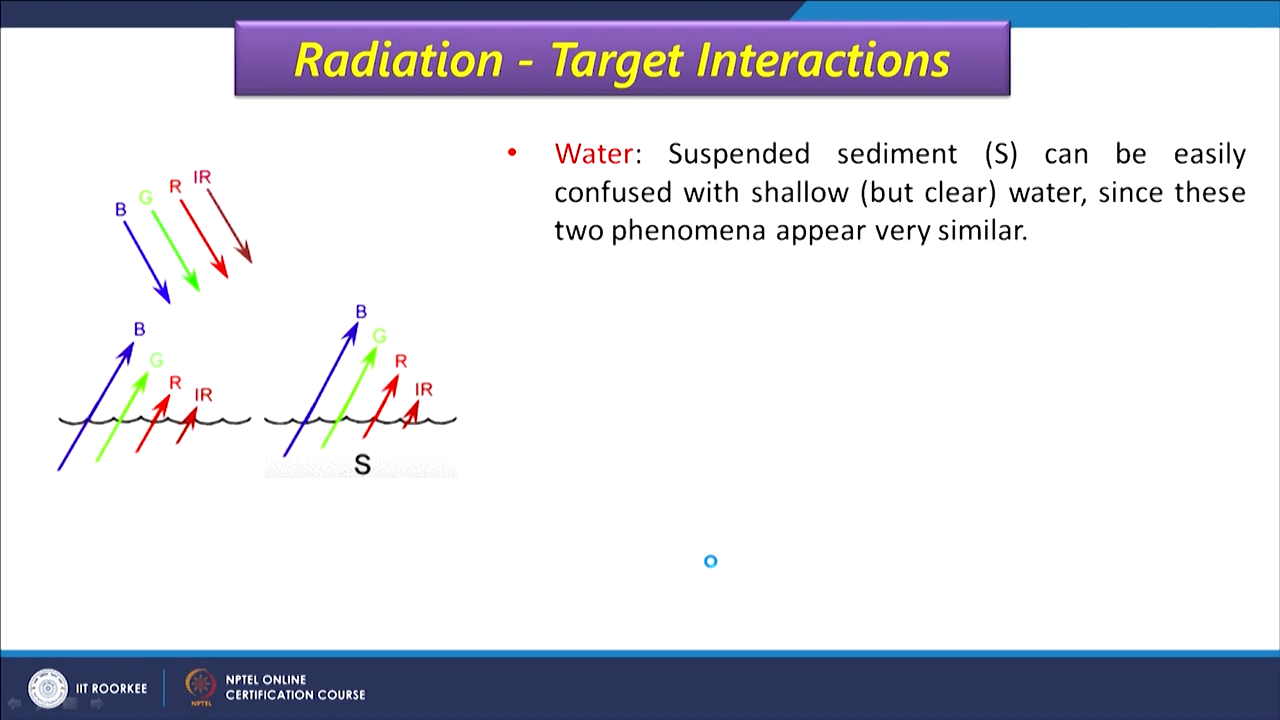 Radiation - Target Interactions
• Water: Suspended sediment (S) can be easily
confused with shallow (but clear) water, since these
two phenomena appear very similar.
B
G
R
IR
B
G
R
IR
B
G
R
IR
S
IIT ROORKEE
NPTEL
NPTEL ONLINE
CERTIFICATION COURSE